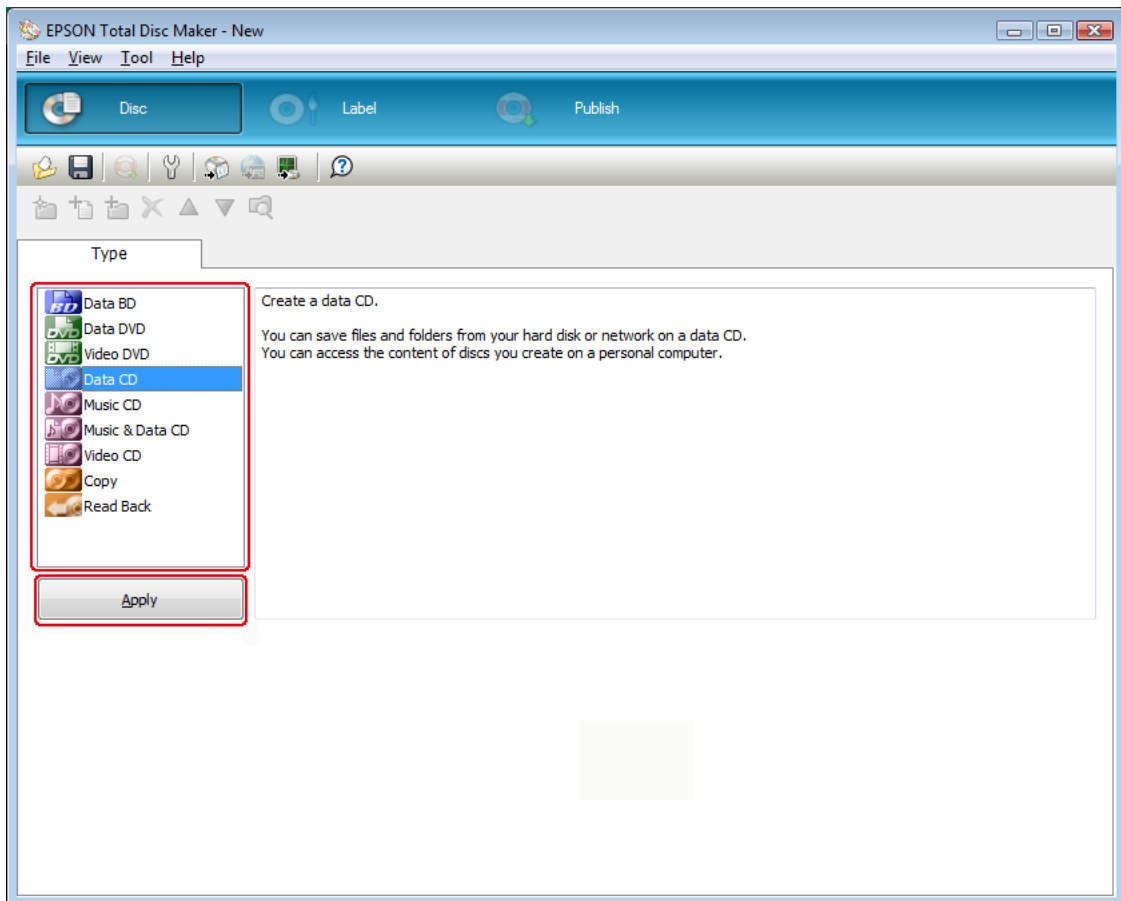 EPSON Total Disc Maker - New
File View Tool Help
Disc Label Publish
Type
BD Data BD
DVD Data DVD
DVD Video DVD
Data CD
Music CD
Music & Data CD
Video CD
Copy
Read Back
Apply
Create a data CD.
You can save files and folders from your hard disk or network on a data CD.
You can access the content of discs you create on a personal computer.